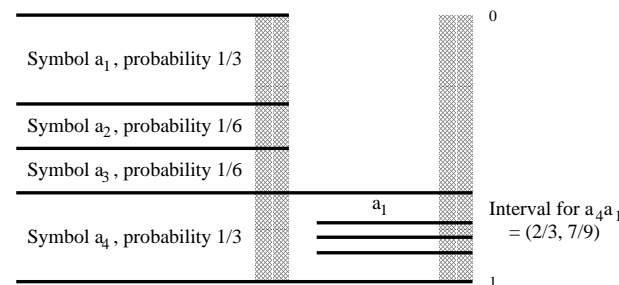 0
Symbol a1, probability 1/3
Symbol a2, probability 1/6
Symbol a3, probability 1/6
a1
Interval for a4a1
= (2/3, 7/9)
Symbol a4, probability 1/3
1